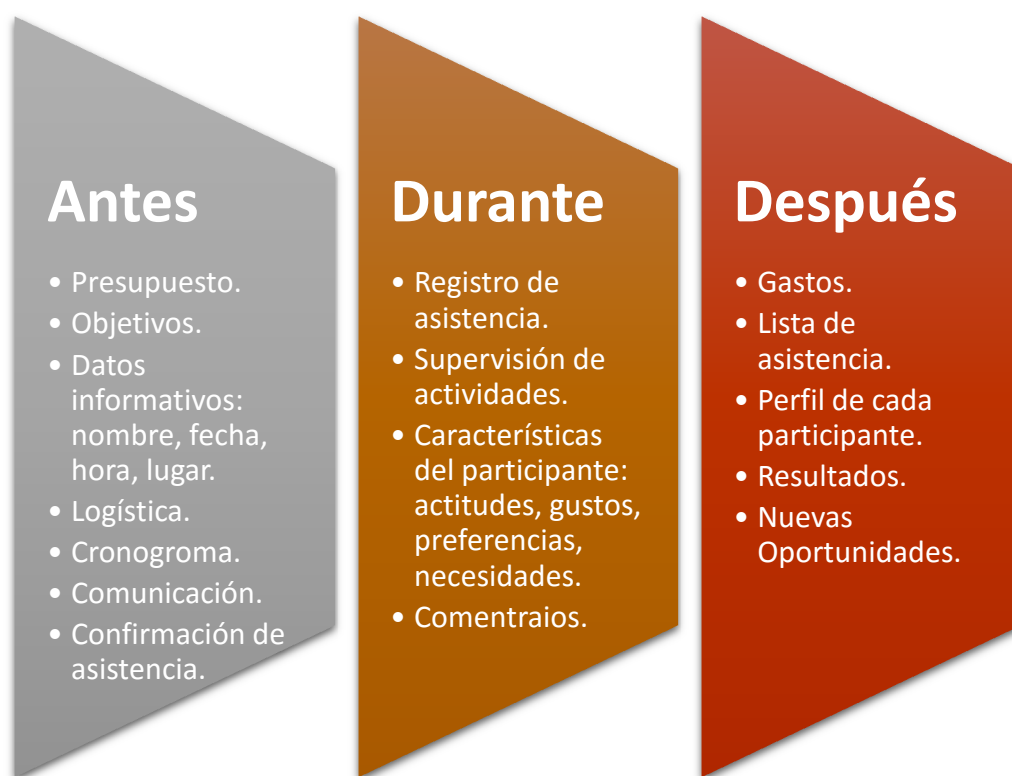 Antes
• Presupuesto.
• Objetivos.
• Datos
informativos:
nombre, fecha,
hora, lugar.
• Logística.
• Cronogroma.
• Comunicación.
• Confirmación de
asistencia.
Durante
• Registro de
asistencia.
• Supervisión de
actividades.
• Características
del participante:
actitudes, gustos,
preferencias,
necesidades.
• Comentraios.
Después
• Gastos.
• Lista de
asistencia.
• Perfil de cada
participante.
• Resultados.
• Nuevas
Oportunidades.